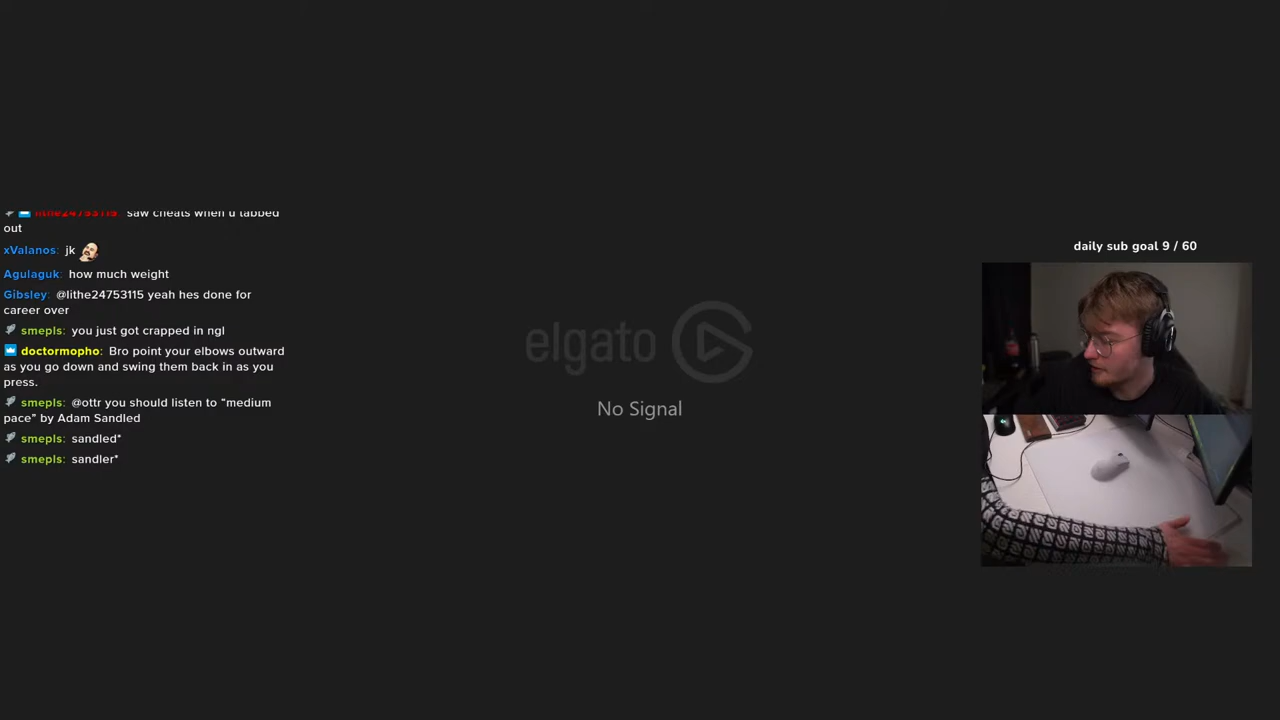 lithe24753115: saw cheats when u tabbed
out
xValanos: jk
Agulaguk: how much weight
Gibsley: @lithe24753115 yeah hes done for
career over
smepls: you just got crapped in ngl
doctormopho: Bro point your elbows outward
as you go down and swing them back in as you
press.
smepls: @ottr you should listen to "medium
pace" by Adam Sandled
smepls: sandled*
smepls: sandler*
elgato
No Signal
daily sub goal 9 / 60